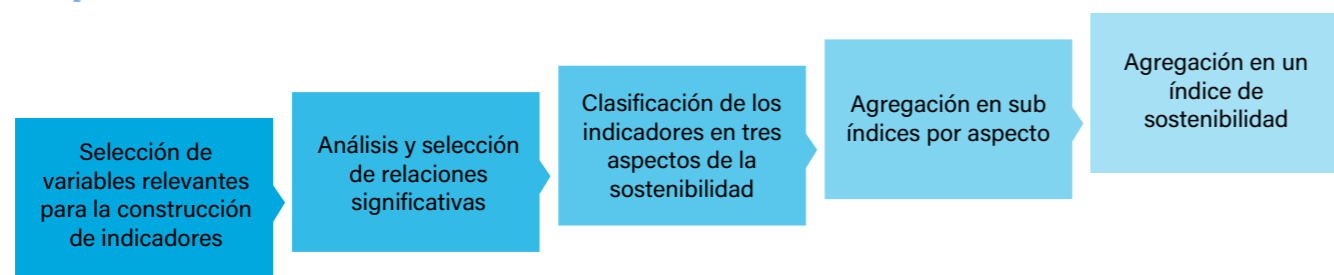 Selección de
variables relevantes
para la construcción
de indicadores
Análisis y selección
de relaciones
significativas
Clasificación de los
indicadores en tres
aspectos de la
sostenibilidad
Agregación en sub
índices por aspecto
Agregación en un
índice de
sostenibilidad